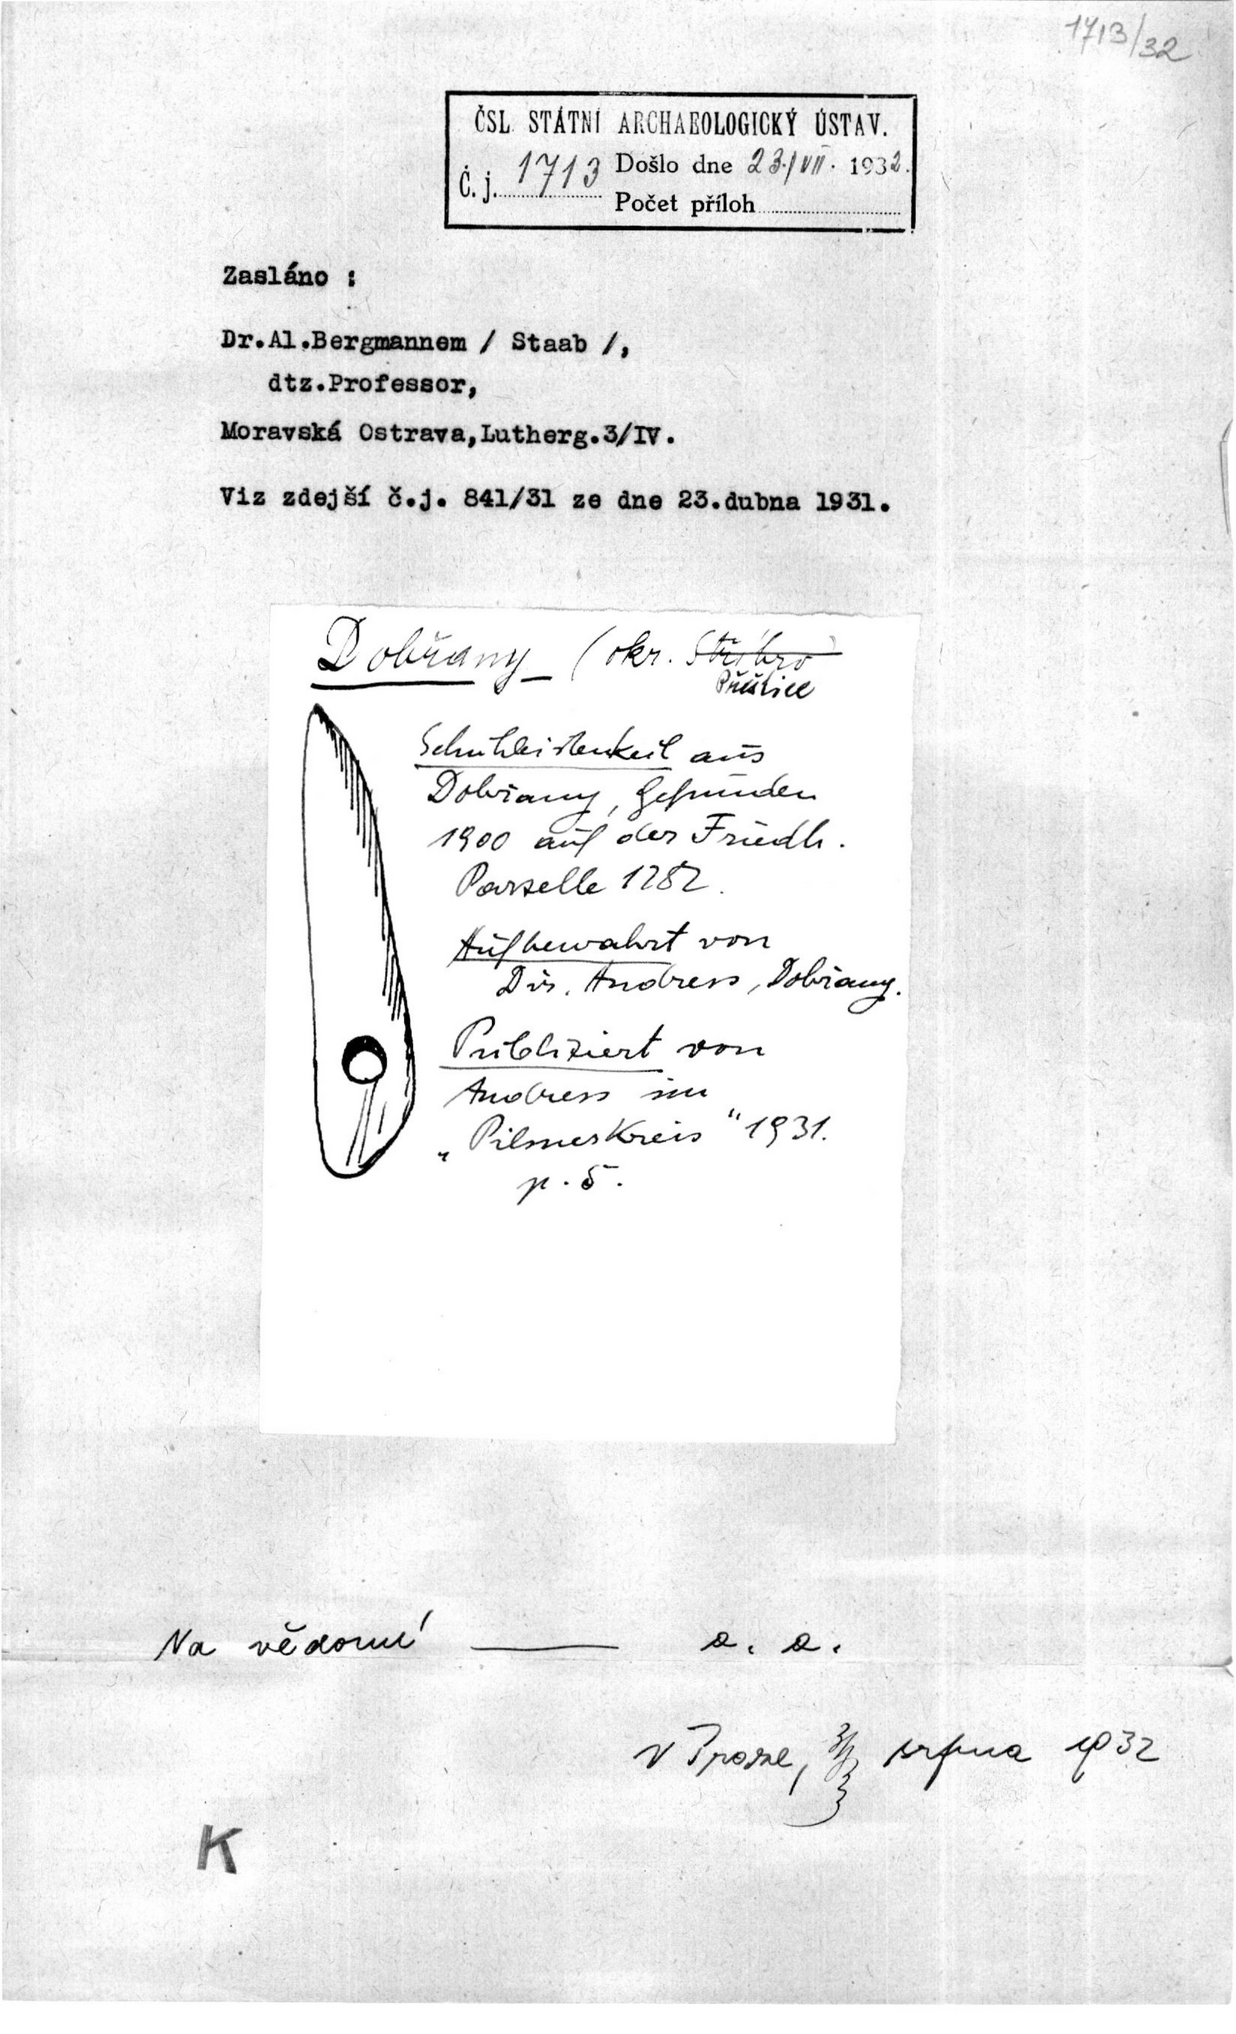 1713/32
ČSL. STÁTNÍ ARCHAEOLOGICKÝ ÚSTAV.
Č. j. 1713 Došlo dne 23./VII. 1932.
Počet příloh
Zasláno :
Dr.Al.Bergmannem / Staab /,
dtz.Professor,
Moravská Ostrava,Lutherg.3/IV.
Viz zdejší č.j. 841/31 ze dne 23.dubna 1931.
Dobřany (okr. Stříbro)
Přeštice
Schuhleistenkeil aus
Dobřany, gefunden
1900 auf der Friedh.
Parzelle 1282.
Aufbewahrt von
Dir. Andress, Dobřany.
Publiziert von
Andress im
„Pilsnerkreis" 1931.
p. 5.
Na vědomí — a. a.
V Praze, srpna 1932
K